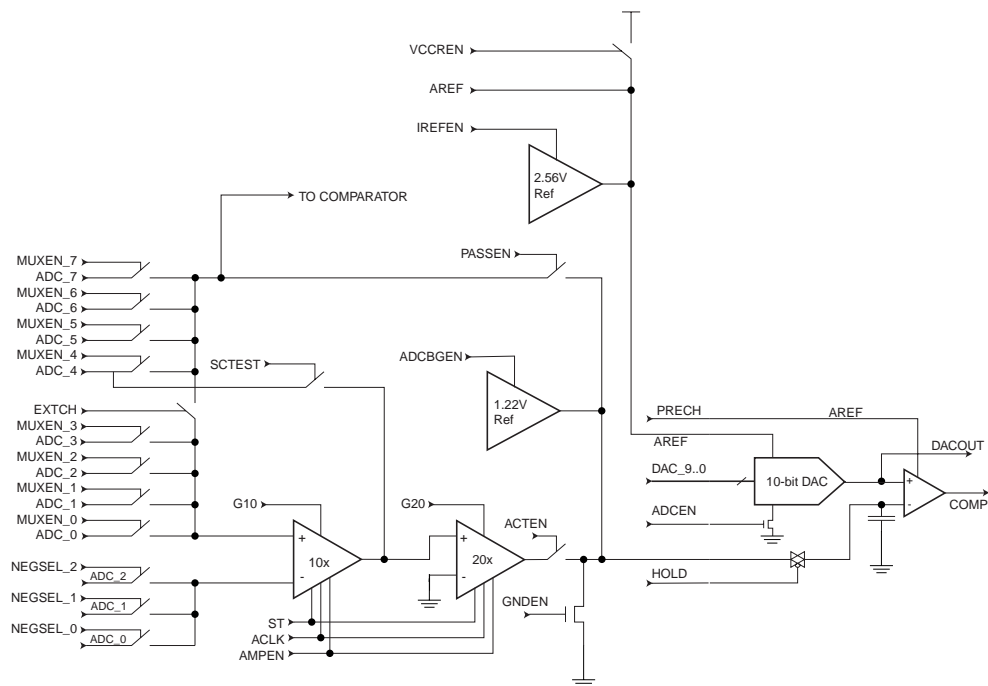 VCCREN
AREF
IREFEN
2.56V
Ref
TO COMPARATOR
PASSEN
MUXEN_7
ADC_7
MUXEN_6
ADC_6
MUXEN_5
ADC_5
MUXEN_4
ADC_4
SCTEST
ADCBGEN
1.22V
Ref
EXTCH
MUXEN_3
ADC_3
MUXEN_2
ADC_2
MUXEN_1
ADC_1
MUXEN_0
ADC_0
PRECH
AREF
AREF
DACOUT
DAC_9..0
10-bit DAC
+
-
COMP
ADCEN
G10
G20
ACTEN
+
10x
-
+
20x
-
HOLD
NEGSEL_2
ADC_2
NEGSEL_1
ADC_1
NEGSEL_0
ADC_0
GNDEN
ST
ACLK
AMPEN